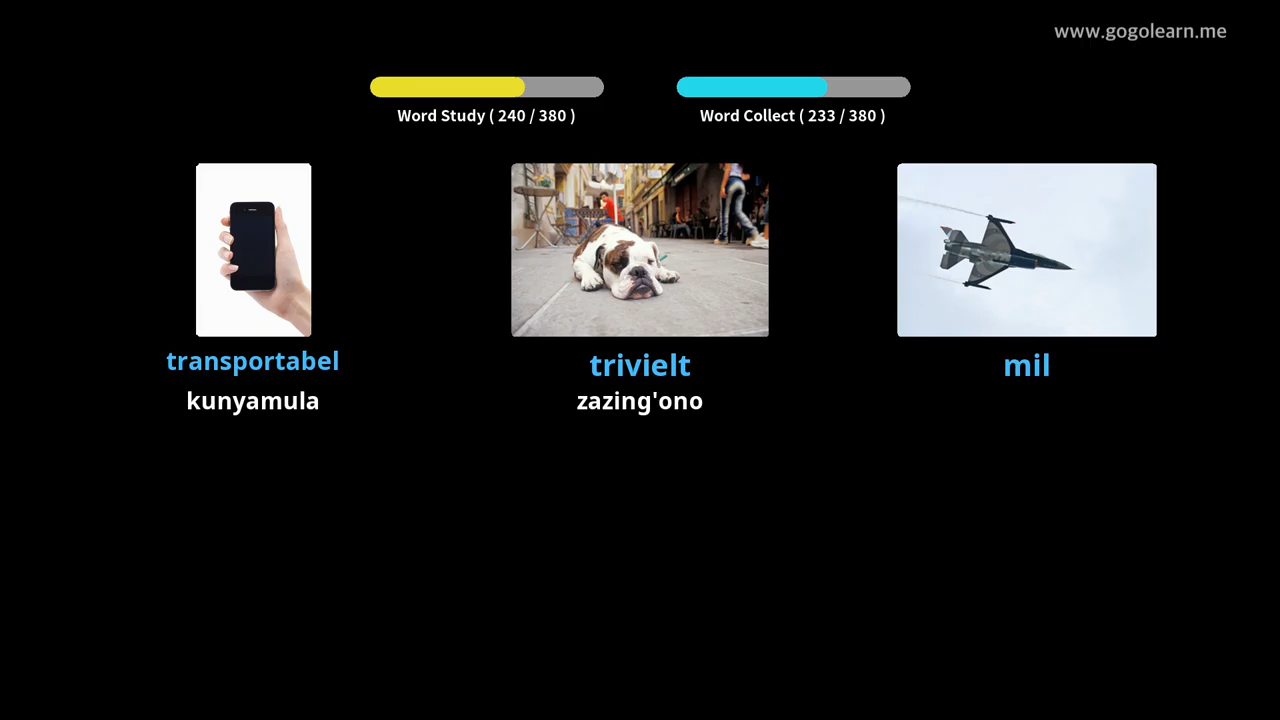 www.gogolearn.me
Word Study ( 240 / 380 )
Word Collect ( 233 / 380 )
transportabel
kunyamula
trivielt
zazing'ono
mil